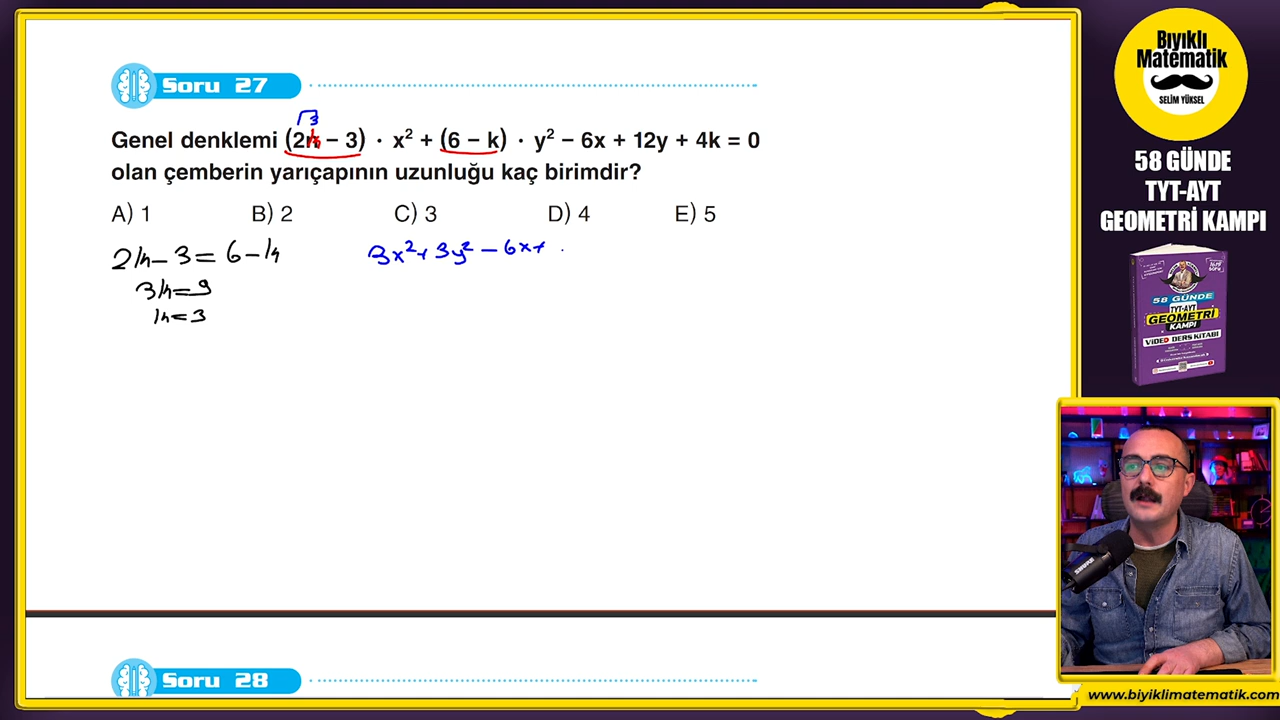 Soru 27
Genel denklemi (2k – 3) · x² + (6 – k) · y² – 6x + 12y + 4k = 0
olan çemberin yarıçapının uzunluğu kaç birimdir?
A) 1 B) 2 C) 3 D) 4 E) 5
2k – 3 = 6 – k
3k = 9
k = 3
3
3x² + 3y² – 6x +
Soru 28
Bıyıklı
Matematik
SELİM YÜKSEL
58 GÜNDE
TYT-AYT
GEOMETRİ KAMPI
58 GÜNDE
TYT-AYT
GEOMETRİ
KAMPI
VİDEO DERS KİTABI
www.biyiklimatematik.com